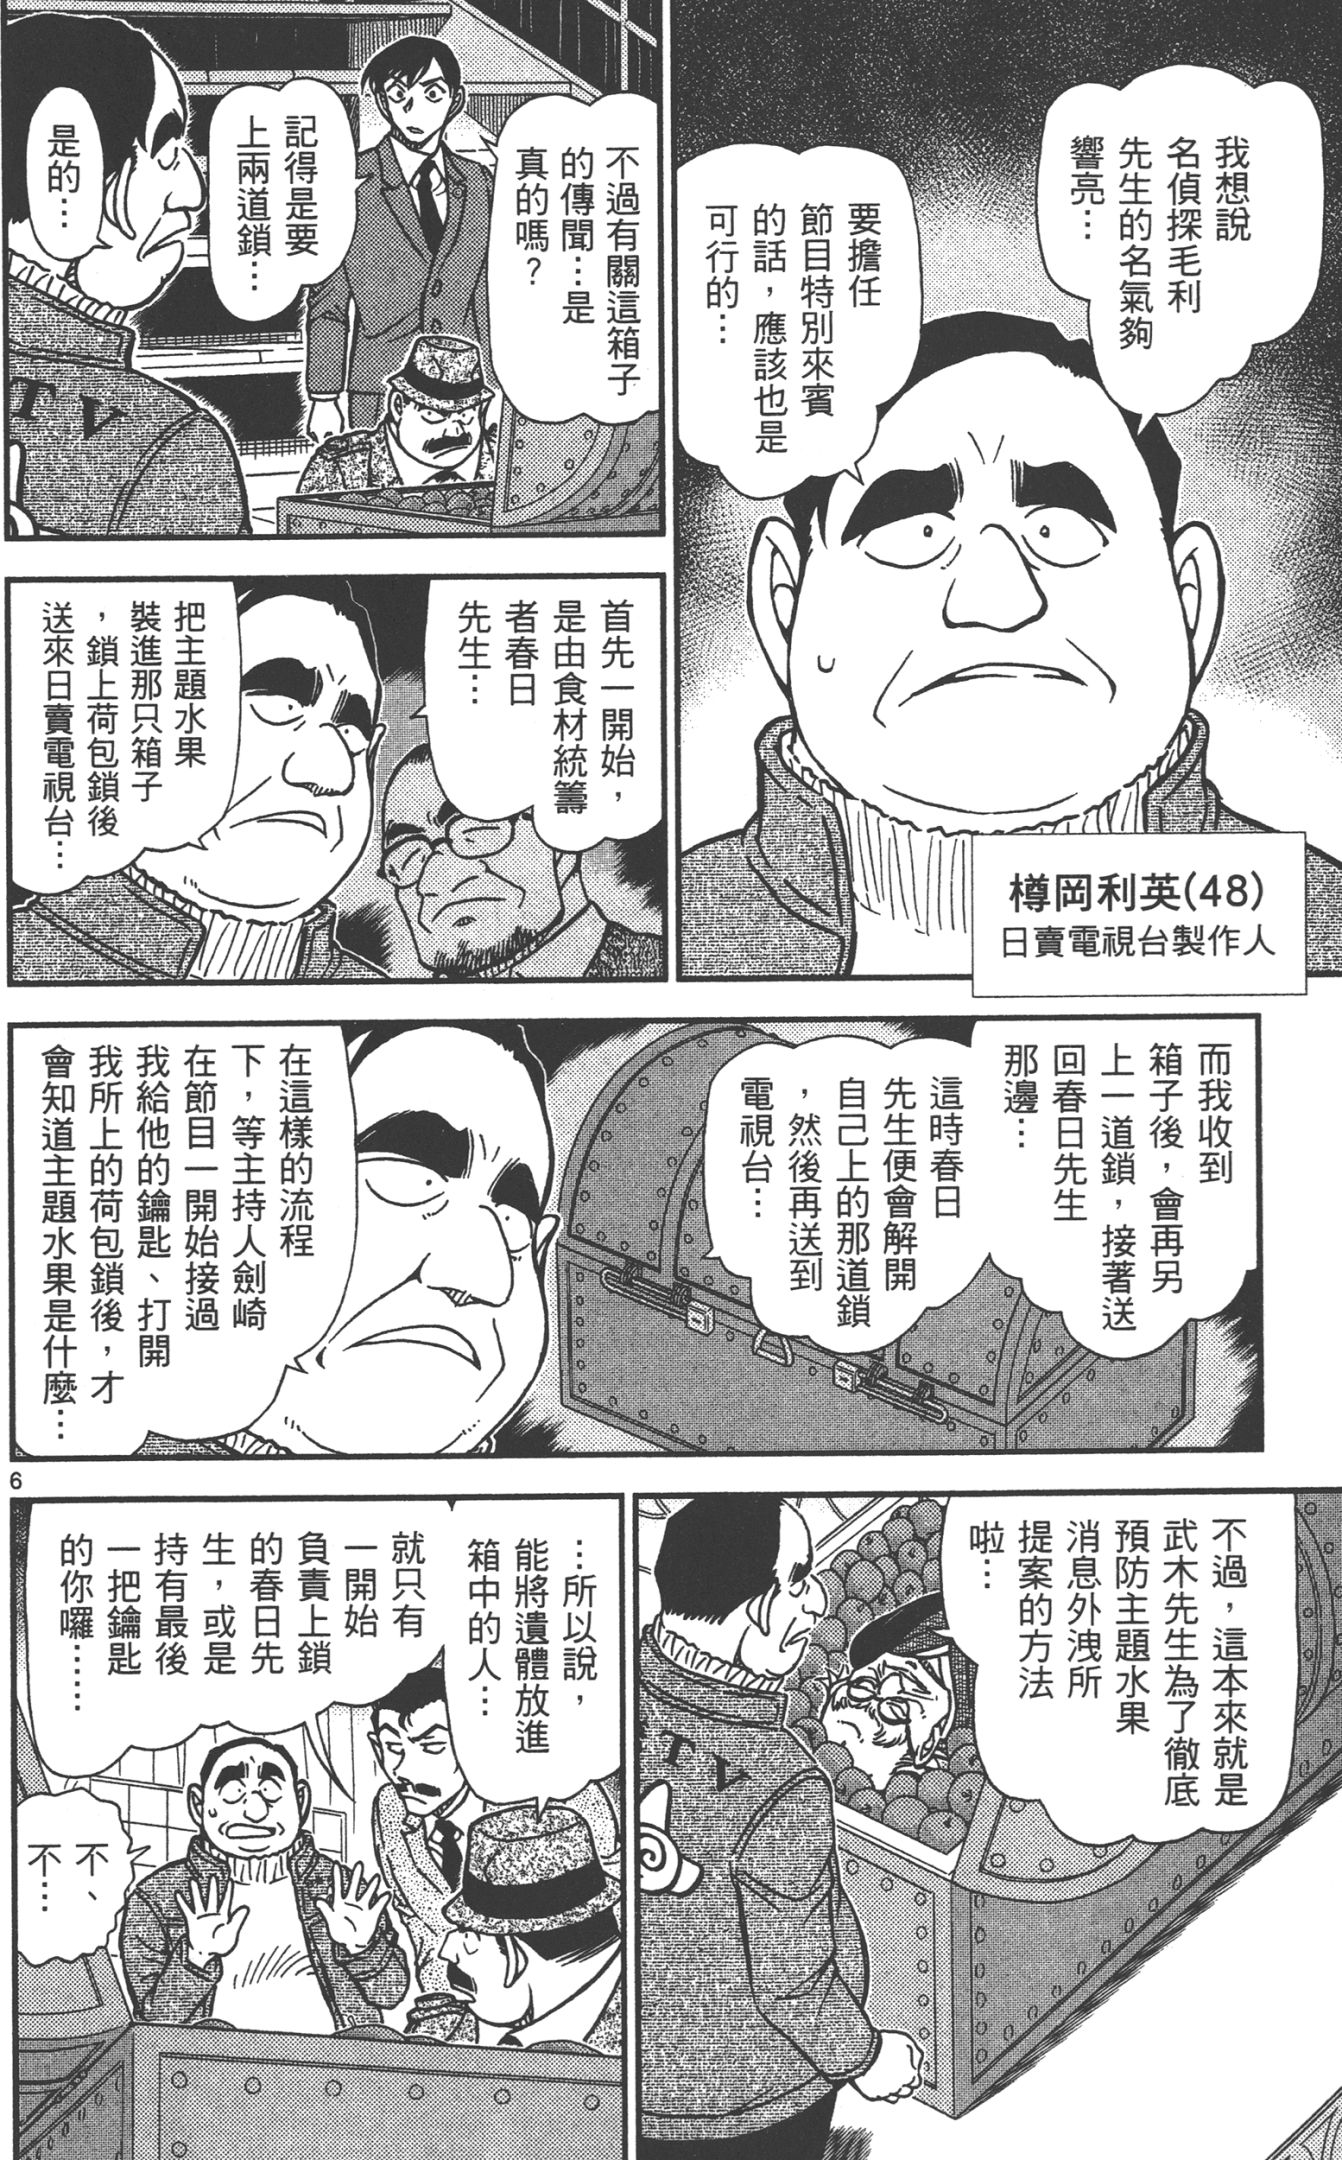 我想說
名偵探毛利
先生的名氣夠
響亮…
要擔任
節目特別來賓
的話，應該也是
可行的…
樽岡利英(48)
日賣電視台製作人
不過有關這箱子
的傳聞…是
真的嗎？
記得是要
上兩道鎖…
是的…
TV
首先一開始，
是由食材統籌
者春日
先生…
把主題水果
裝進那只箱子
，鎖上荷包鎖後
送來日賣電視台…
而我收到
箱子後，會再另
上一道鎖，接著送
回春日先生
那邊…
這時春日
先生便會解開
自己上的那道鎖
，然後再送到
電視台…
在這樣的流程
下，等主持人劍崎
在節目一開始接過
我給他的鑰匙、打開
我所上的荷包鎖後，才
會知道主題水果是什麼…
6
不過，這本來就是
武木先生為了徹底
預防主題水果
消息外洩所
提案的方法
啦…
TV
…所以說，
能將遺體放進
箱中的人…
就只有
一開始
負責上鎖
的春日先
生，或是
持有最後
一把鑰匙
的你囉……
不、
不…